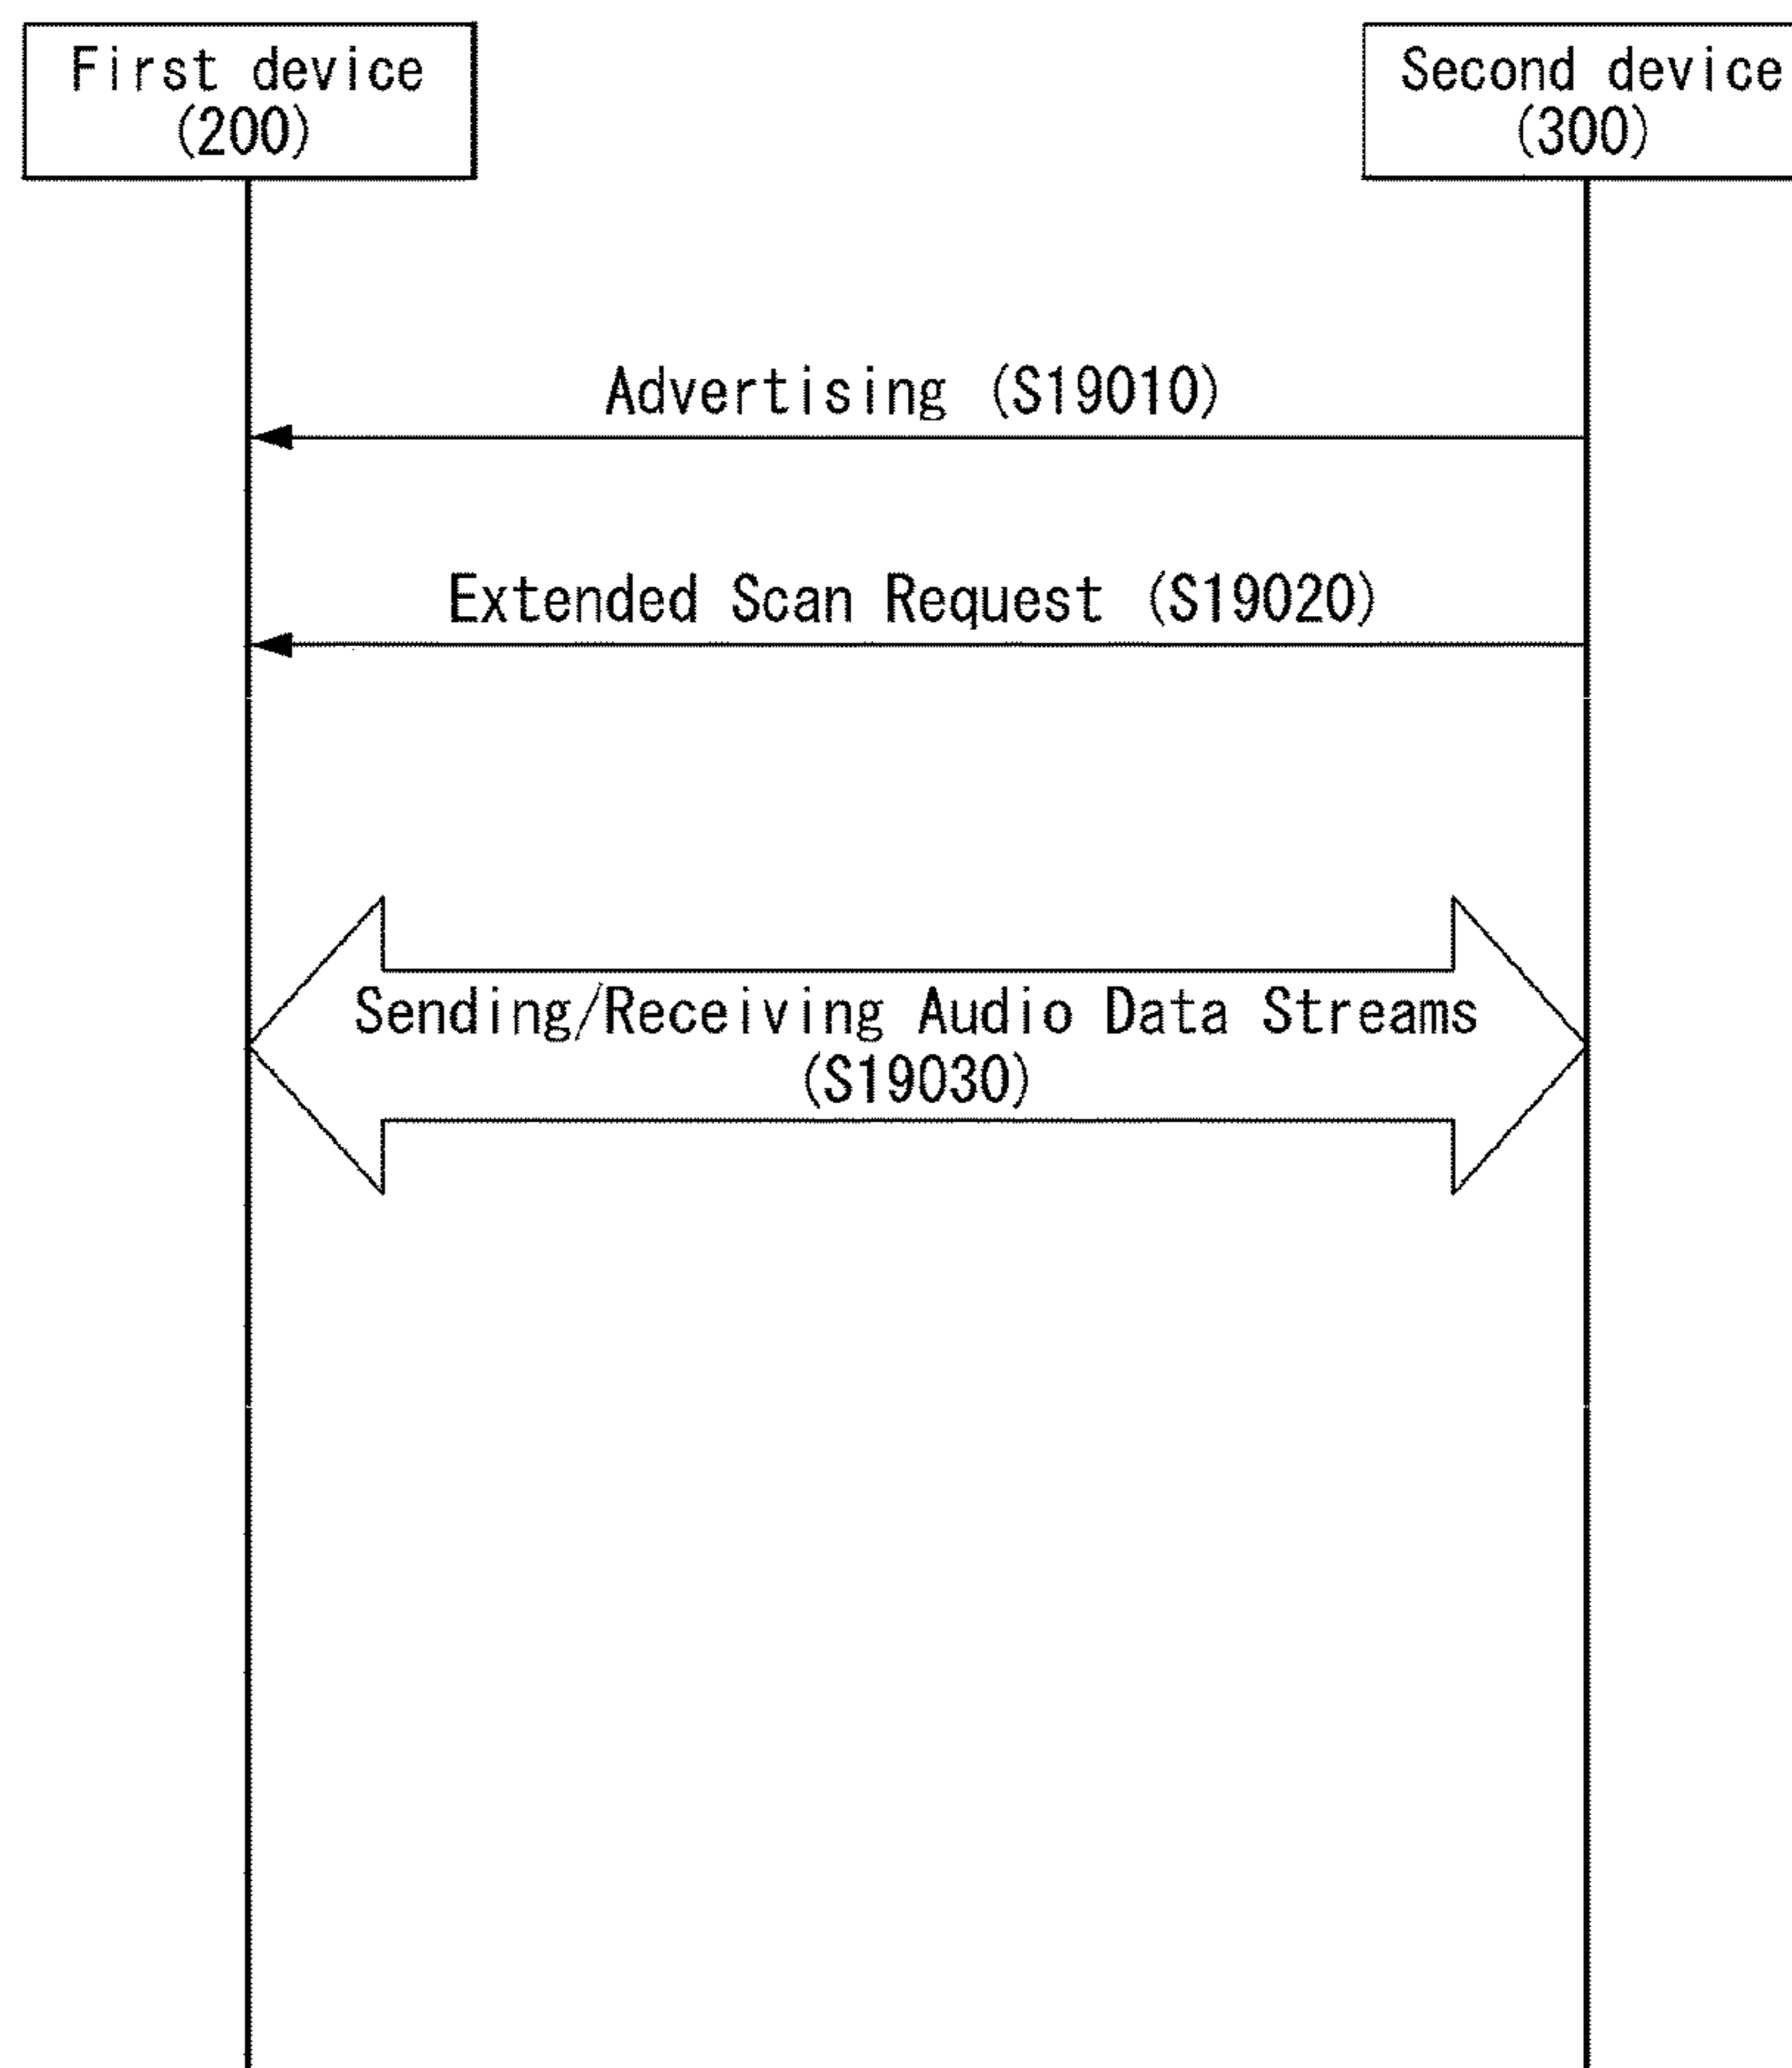 First device
(200)
Second device
(300)
Advertising (S19010)
Extended Scan Request (S19020)
Sending/Receiving Audio Data Streams
(S19030)